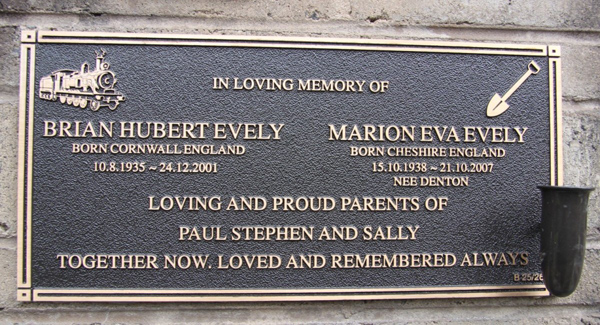 IN LOVING MEMORY OF
BRIAN HUBERT EVELY
BORN CORNWALL ENGLAND
10.8.1935 ~ 24.12.2001
MARION EVA EVELY
BORN CHESHIRE ENGLAND
15.10.1938 ~ 21.10.2007
NEE DENTON
LOVING AND PROUD PARENTS OF
PAUL STEPHEN AND SALLY
TOGETHER NOW. LOVED AND REMEMBERED ALWAYS
B 25/26